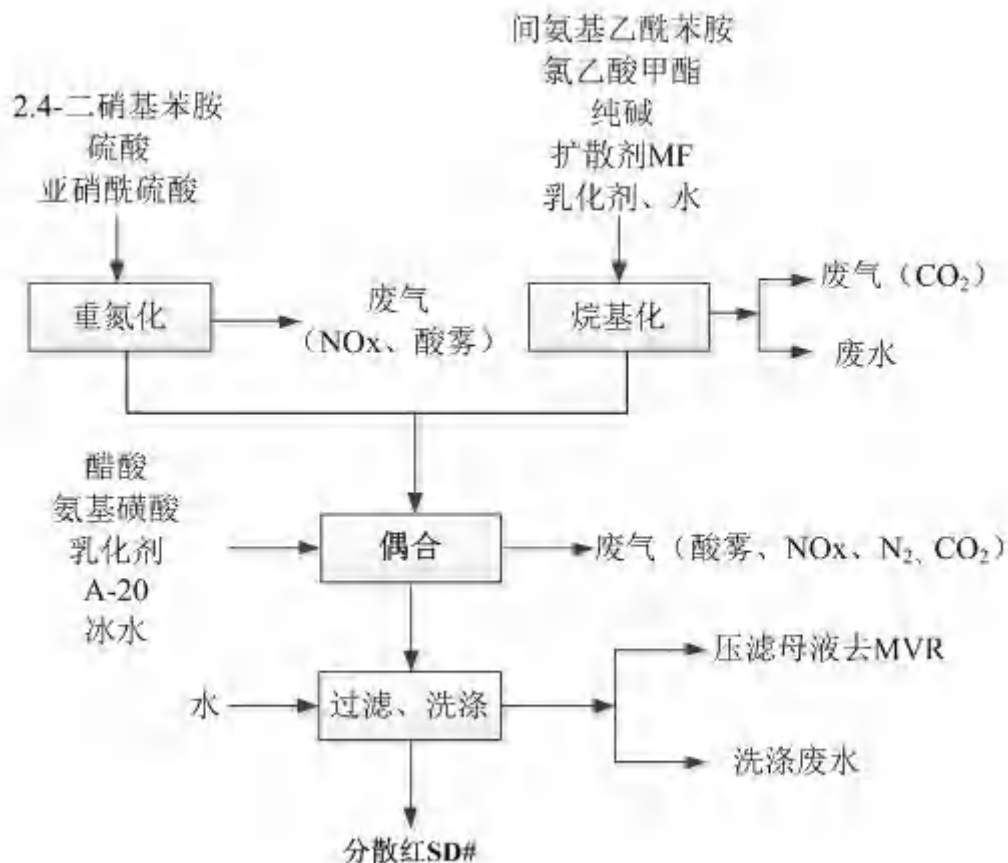 间氨基乙酰苯胺
氯乙酸甲酯
纯碱
扩散剂MF
乳化剂、水
2.4-二硝基苯胺
硫酸
亚硝酰硫酸
重氮化
废气
（NOx、酸雾）
烷基化
废气（CO₂）
废水
醋酸
氨基磺酸
乳化剂
A-20
冰水
偶合
废气（酸雾、NOx、N₂、CO₂）
水
过滤、洗涤
压滤母液去MVR
洗涤废水
分散红SD#